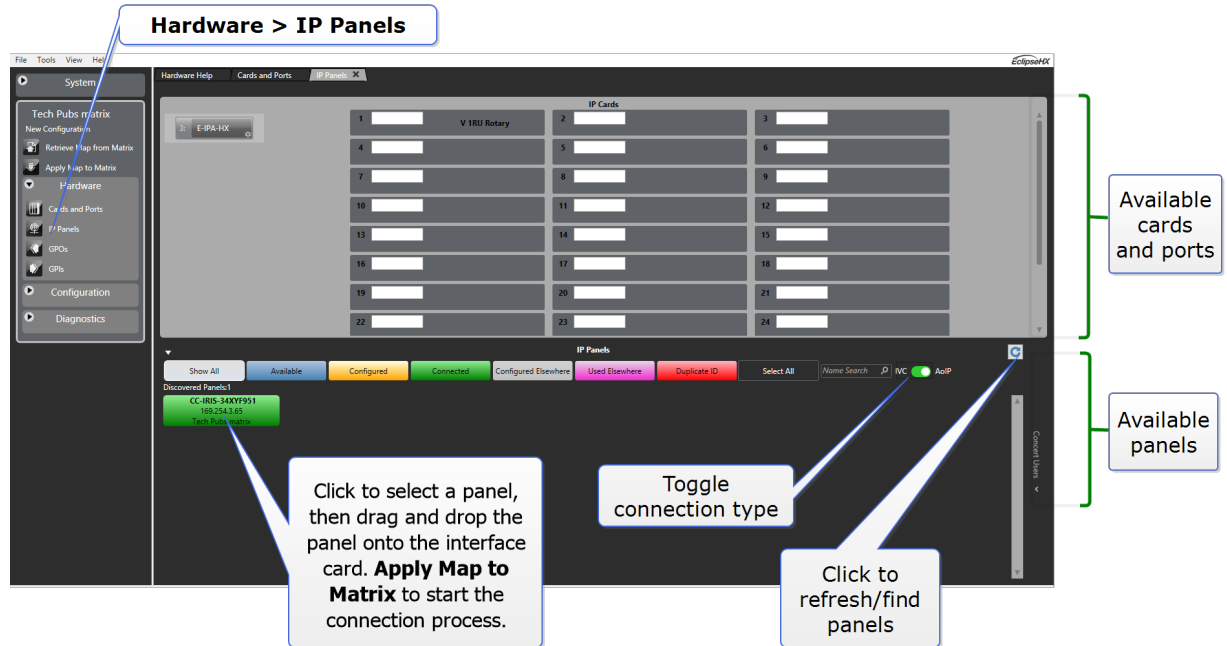 Hardware > IP Panels
File Tools View Help
EclipseHX
System
Hardware Help Cards and Ports IP Panels X
Tech Pubs matrix
New Configuration
Retrieve Map from Matrix
Apply Map to Matrix
Hardware
Cards and Ports
IP Panels
GPOs
GPIs
Configuration
Diagnostics
IP Cards
3: E-IPA-HX
1 V 1RU Rotary 2 3
4 5 6
7 8 9
10 11 12
13 14 15
16 17 18
19 20 21
22 23 24
Available
cards
and ports
IP Panels
Show All Available Configured Connected Configured Elsewhere Used Elsewhere Duplicate ID Select All Name Search IVC AoIP
Discovered Panels:1
CC-IRIS-34XYF951
169.254.3.65
Tech Pubs matrix
Concert Users
Available
panels
Click to select a panel,
then drag and drop the
panel onto the interface
card. Apply Map to
Matrix to start the
connection process.
Toggle
connection type
Click to
refresh/find
panels